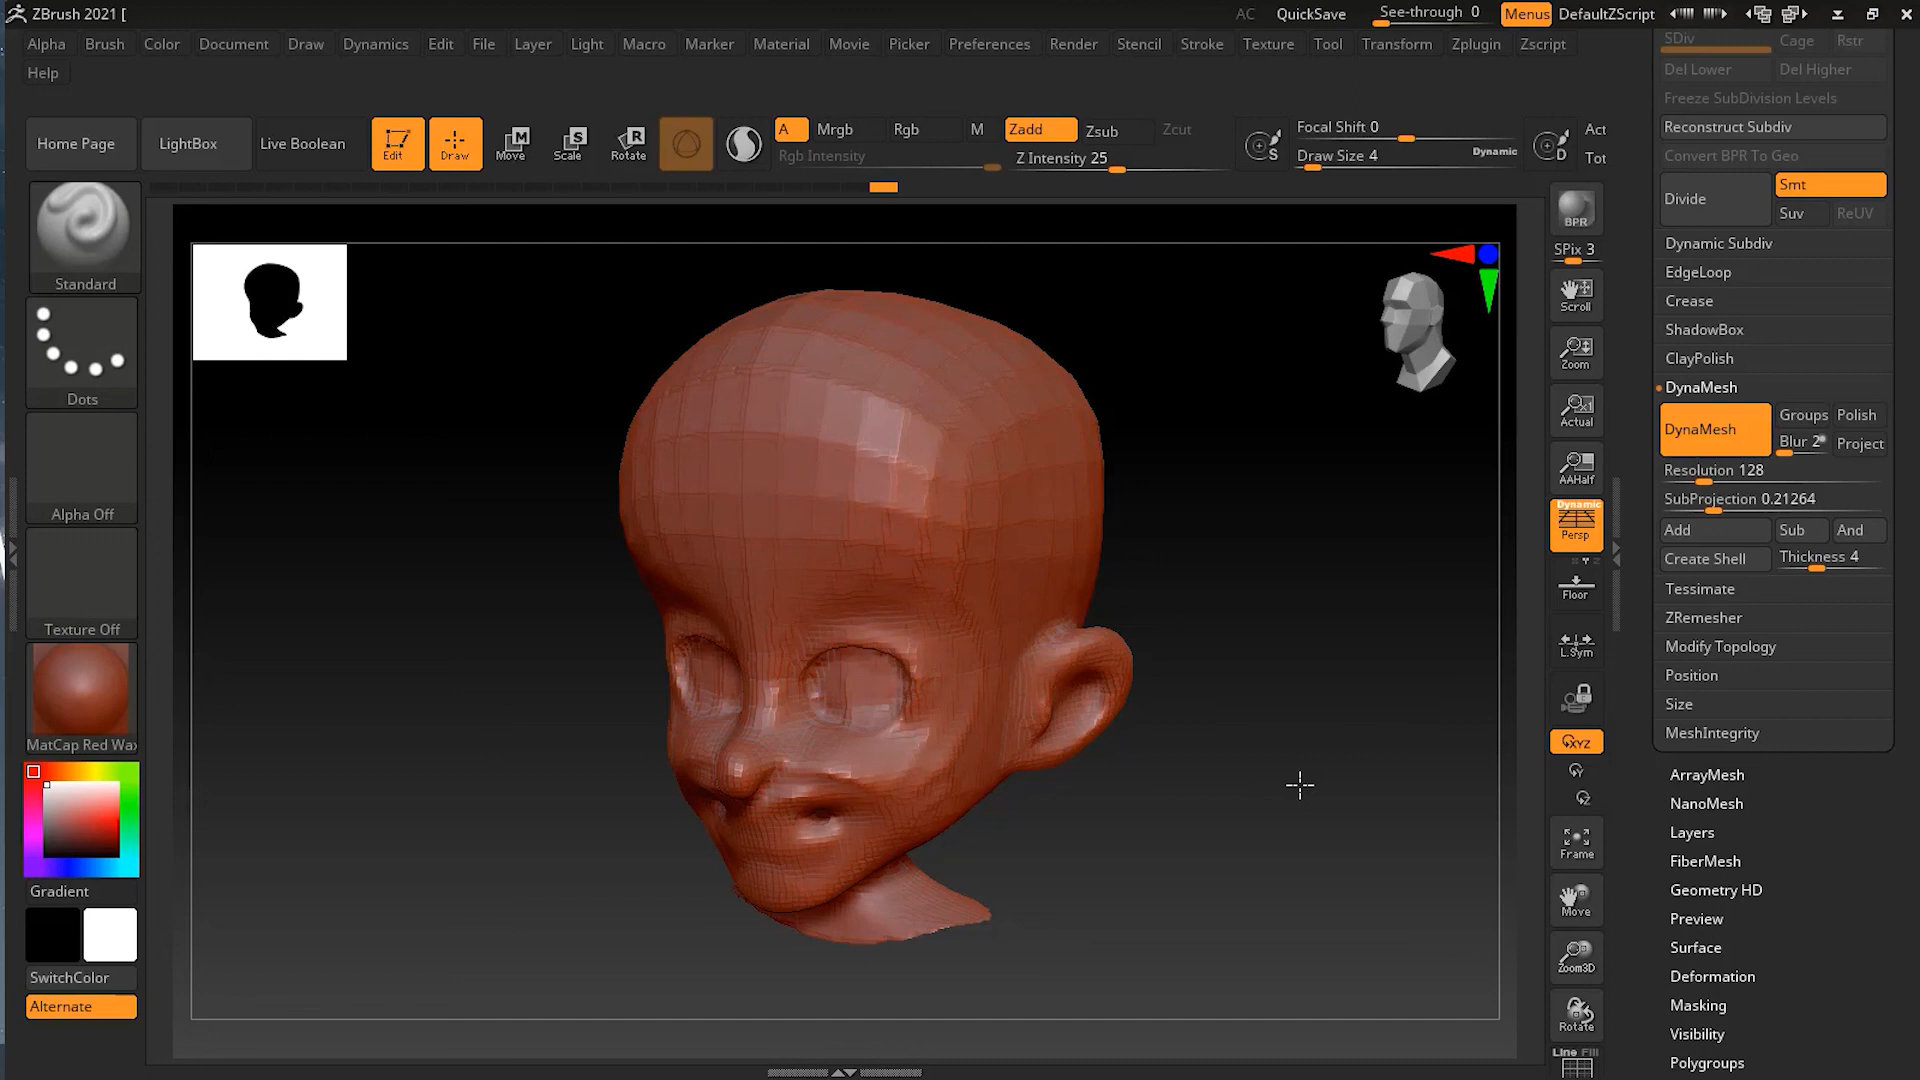 ZBrush 2021 [
AC QuickSave See-through 0 Menus DefaultZScript
Alpha Brush Color Document Draw Dynamics Edit File Layer Light Macro Marker Material Movie Picker Preferences Render Stencil Stroke Texture Tool Transform Zplugin Zscript
Help
Home Page LightBox Live Boolean Edit Draw Move Scale Rotate
M S R
A Mrgb Rgb M Zadd Zsub Zcut
Rgb Intensity Z Intensity 25
S Focal Shift 0
Draw Size 4 Dynamic
D Act
Tot
Standard
Dots
Alpha Off
Texture Off
MatCap Red Wax
Gradient
SwitchColor
Alternate
BPR
SPix 3
Scroll
Zoom
Actual
AAHalf
Dynamic
Persp
Floor
L.Sym
XYZ
Y
Z
Frame
Move
Zoom3D
Rotate
Line Fill
SDiv Cage Rstr
Del Lower Del Higher
Freeze SubDivision Levels
Reconstruct Subdiv
Convert BPR To Geo
Divide Smt
Suv ReUV
Dynamic Subdiv
EdgeLoop
Crease
ShadowBox
ClayPolish
DynaMesh
DynaMesh Groups Polish
Blur 2 Project
Resolution 128
SubProjection 0.21264
Add Sub And
Create Shell Thickness 4
Tessimate
ZRemesher
Modify Topology
Position
Size
MeshIntegrity
ArrayMesh
NanoMesh
Layers
FiberMesh
Geometry HD
Preview
Surface
Deformation
Masking
Visibility
Polygroups